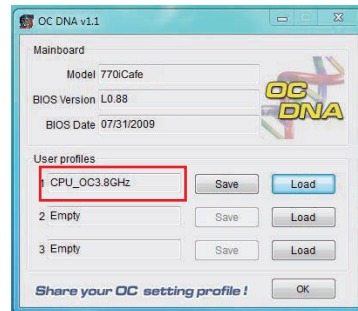 OC DNA v1.1
Mainboard
Model 770iCafe
BIOS Version L0.88
BIOS Date 07/31/2009
OC DNA
User profiles
1 CPU_OC3.8GHz Save Load
2 Empty Save Load
3 Empty Save Load
Share your OC setting profile! OK